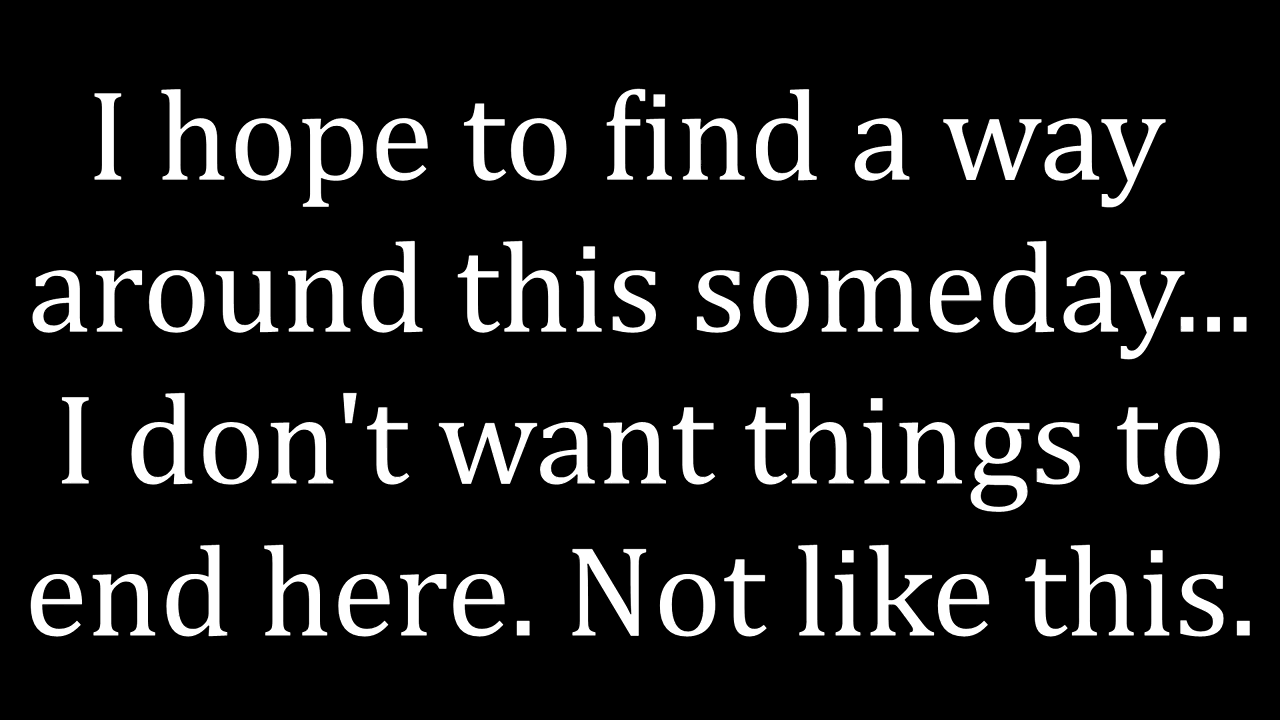 I hope to find a way
around this someday...
I don't want things to
end here. Not like this.